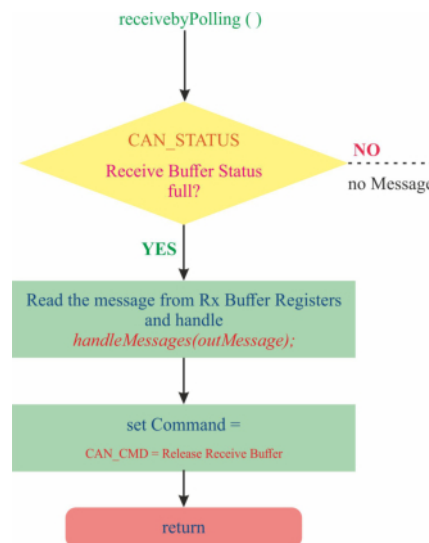 receivebyPolling ( )
CAN_STATUS
Receive Buffer Status
full?
NO
no Message
YES
Read the message from Rx Buffer Registers
and handle
handleMessages(outMessage);
set Command =
CAN_CMD = Release Receive Buffer
return